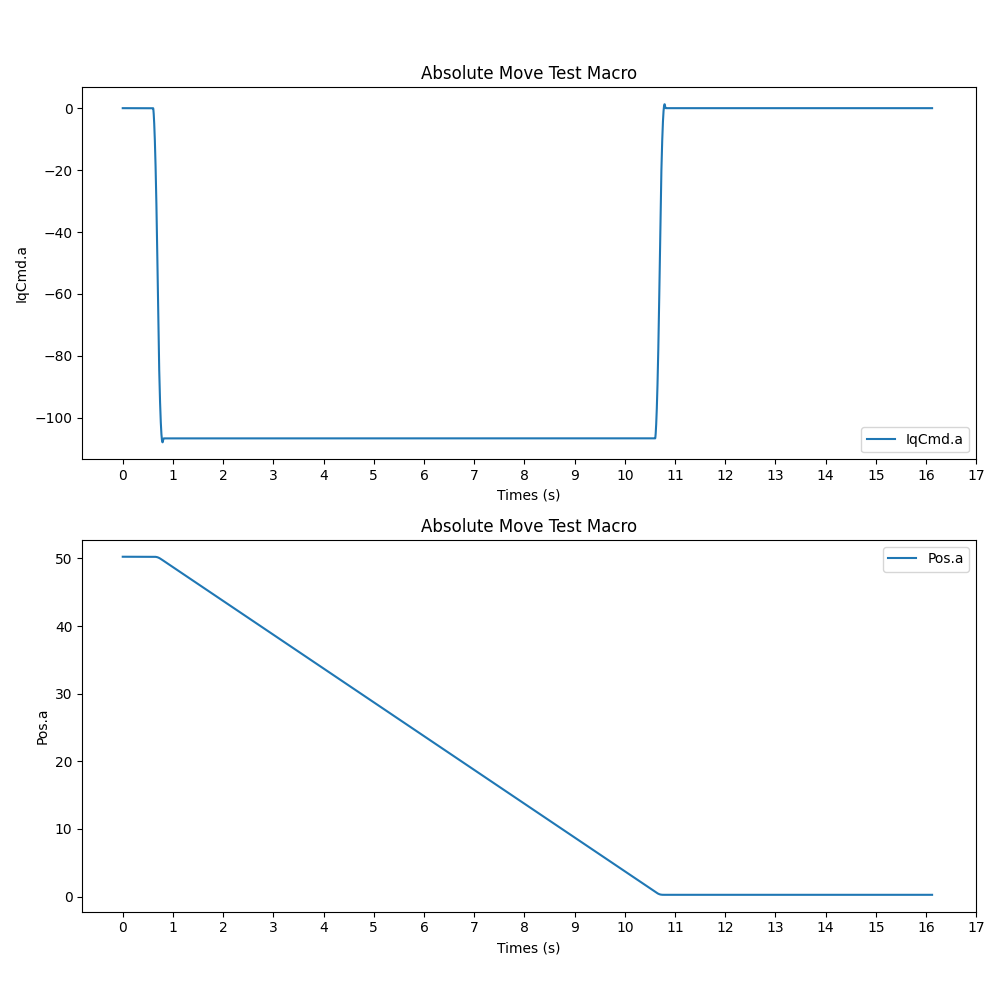 Absolute Move Test Macro
0
−20
−40
−60
−80
−100
IqCmd.a
IqCmd.a
0 1 2 3 4 5 6 7 8 9 10 11 12 13 14 15 16 17
Times (s)
Absolute Move Test Macro
50
40
30
20
10
0
Pos.a
Pos.a
0 1 2 3 4 5 6 7 8 9 10 11 12 13 14 15 16 17
Times (s)